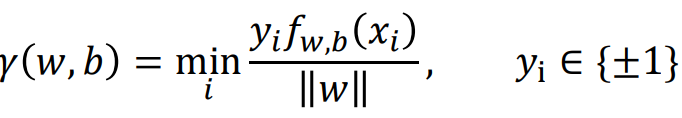 γ(w, b) = min_i y_i f_{w,b}(x_i) / ‖w‖ , y_i ∈ {±1}